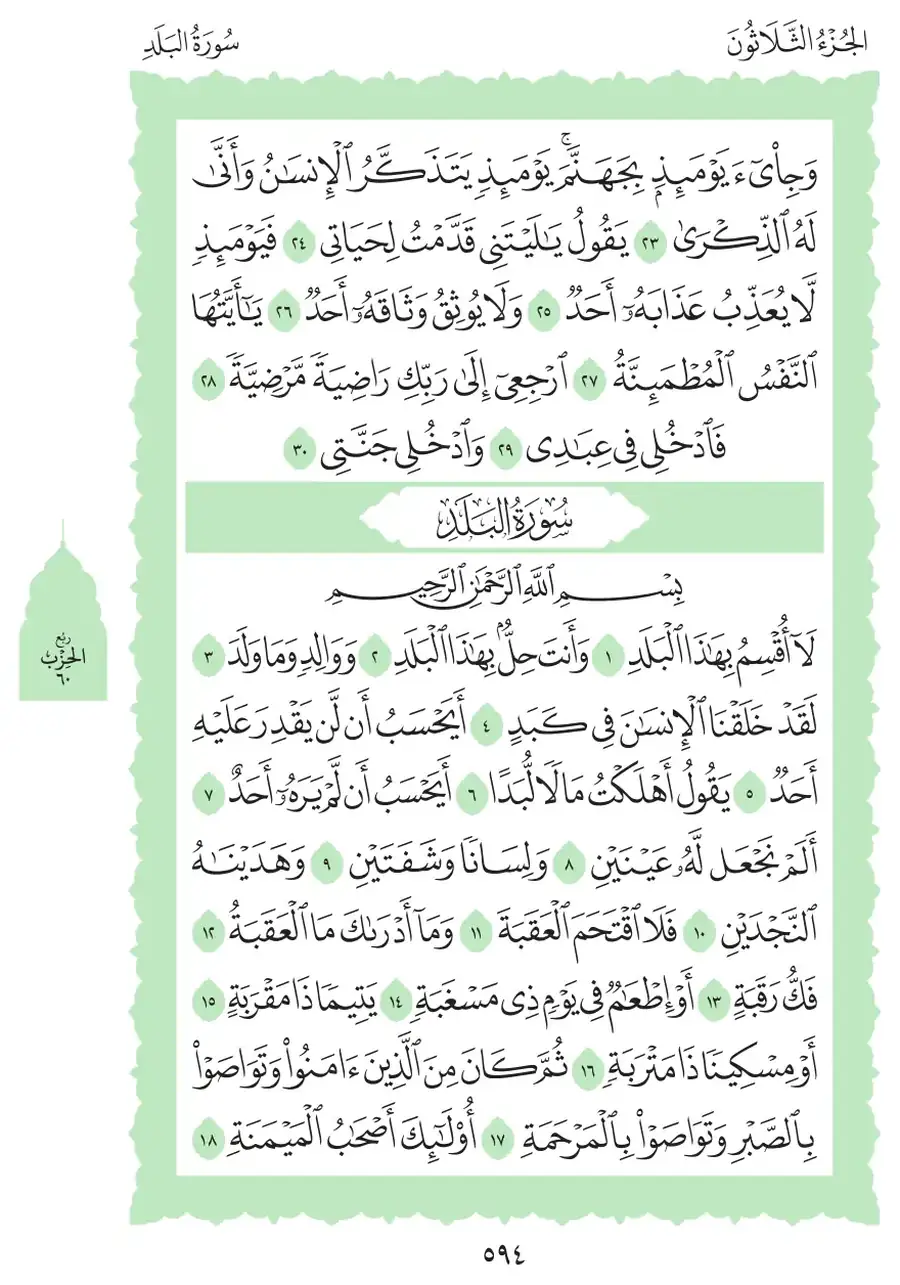 الجُزْءُ الثَّلَاثُونَ
سُورَةُ البَلَدِ
وَجِاْىٓءَ يَوْمَئِذِۭ بِجَهَنَّمَۚ يَوْمَئِذٖ يَتَذَكَّرُ ٱلْإِنسَٰنُ وَأَنَّىٰ
لَهُ ٱلذِّكْرَىٰ ٢٣ يَقُولُ يَٰلَيْتَنِى قَدَّمْتُ لِحَيَاتِى ٢٤ فَيَوْمَئِذٖ
لَّا يُعَذِّبُ عَذَابَهُۥٓ أَحَدٞ ٢٥ وَلَا يُوثِقُ وَثَاقَهُۥٓ أَحَدٞ ٢٦ يَٰٓأَيَّتُهَا
ٱلنَّفْسُ ٱلْمُطْمَئِنَّةُ ٢٧ ٱرْجِعِىٓ إِلَىٰ رَبِّكِ رَاضِيَةٗ مَّرْضِيَّةٗ ٢٨
فَٱدْخُلِى فِى عِبَٰدِى ٢٩ وَٱدْخُلِى جَنَّتِى ٣٠
سُورَةُ البَلَدِ
بِسْمِ ٱللَّهِ ٱلرَّحْمَٰنِ ٱلرَّحِيمِ
لَآ أُقْسِمُ بِهَٰذَا ٱلْبَلَدِ ١ وَأَنتَ حِلُّۢ بِهَٰذَا ٱلْبَلَدِ ٢ وَوَالِدٖ وَمَا وَلَدَ ٣
لَقَدْ خَلَقْنَا ٱلْإِنسَٰنَ فِى كَبَدٍ ٤ أَيَحْسَبُ أَن لَّن يَقْدِرَ عَلَيْهِ
أَحَدٞ ٥ يَقُولُ أَهْلَكْتُ مَالٗا لُّبَدًا ٦ أَيَحْسَبُ أَن لَّمْ يَرَهُۥٓ أَحَدٌ ٧
أَلَمْ نَجْعَل لَّهُۥ عَيْنَيْنِ ٨ وَلِسَانٗا وَشَفَتَيْنِ ٩ وَهَدَيْنَٰهُ
ٱلنَّجْدَيْنِ ١٠ فَلَا ٱقْتَحَمَ ٱلْعَقَبَةَ ١١ وَمَآ أَدْرَىٰكَ مَا ٱلْعَقَبَةُ ١٢
فَكُّ رَقَبَةٍ ١٣ أَوْ إِطْعَٰمٞ فِى يَوْمٖ ذِى مَسْغَبَةٖ ١٤ يَتِيمٗا ذَا مَقْرَبَةٍ ١٥
أَوْ مِسْكِينٗا ذَا مَتْرَبَةٖ ١٦ ثُمَّ كَانَ مِنَ ٱلَّذِينَ ءَامَنُواْ وَتَوَاصَوْاْ
بِٱلصَّبْرِ وَتَوَاصَوْاْ بِٱلْمَرْحَمَةِ ١٧ أُوْلَٰٓئِكَ أَصْحَٰبُ ٱلْمَيْمَنَةِ ١٨
ربع
الحِزْبِ
٦٠
٥٩٤